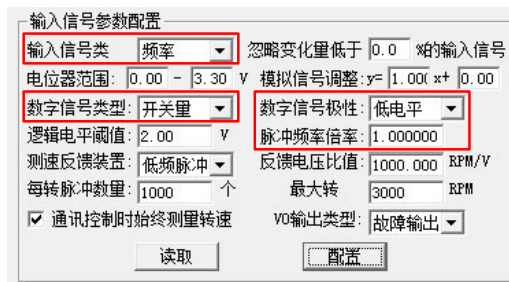 输入信号参数配置
输入信号类 频率 忽略变化量低于 0.0 %的输入信号
电位器范围: 0.00 - 3.30 V 模拟信号调整:y= 1.00( x+ 0.00
数字信号类型: 开关量 数字信号极性: 低电平
逻辑电平阈值: 2.00 V 脉冲频率倍率: 1.000000
测速反馈装置: 低频脉冲 反馈电压比值: 1000.000 RPM/V
每转脉冲数量: 1000 个 最大转 3000 RPM
通讯控制时始终测量转速 VO输出类型: 故障输出
读取 配置